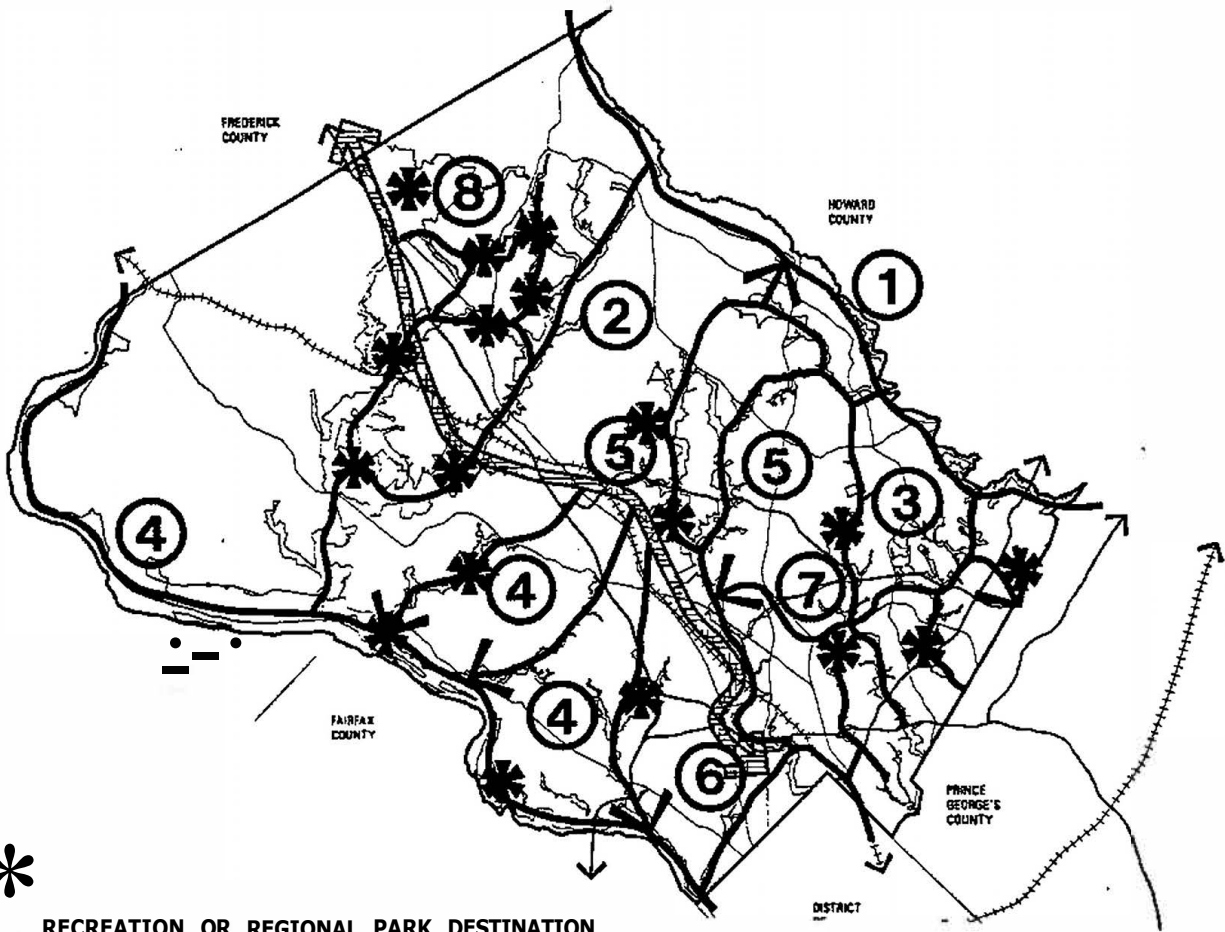 FREDERICK
COUNTY
8
HOWARD
COUNTY
1
2
5
5
3
4
4
7
4
FAIRFAX
COUNTY
6
PRINCE
GEORGE'S
COUNTY
*
DISTRICT
RECREATION OR REGIONAL PARK DESTINATION